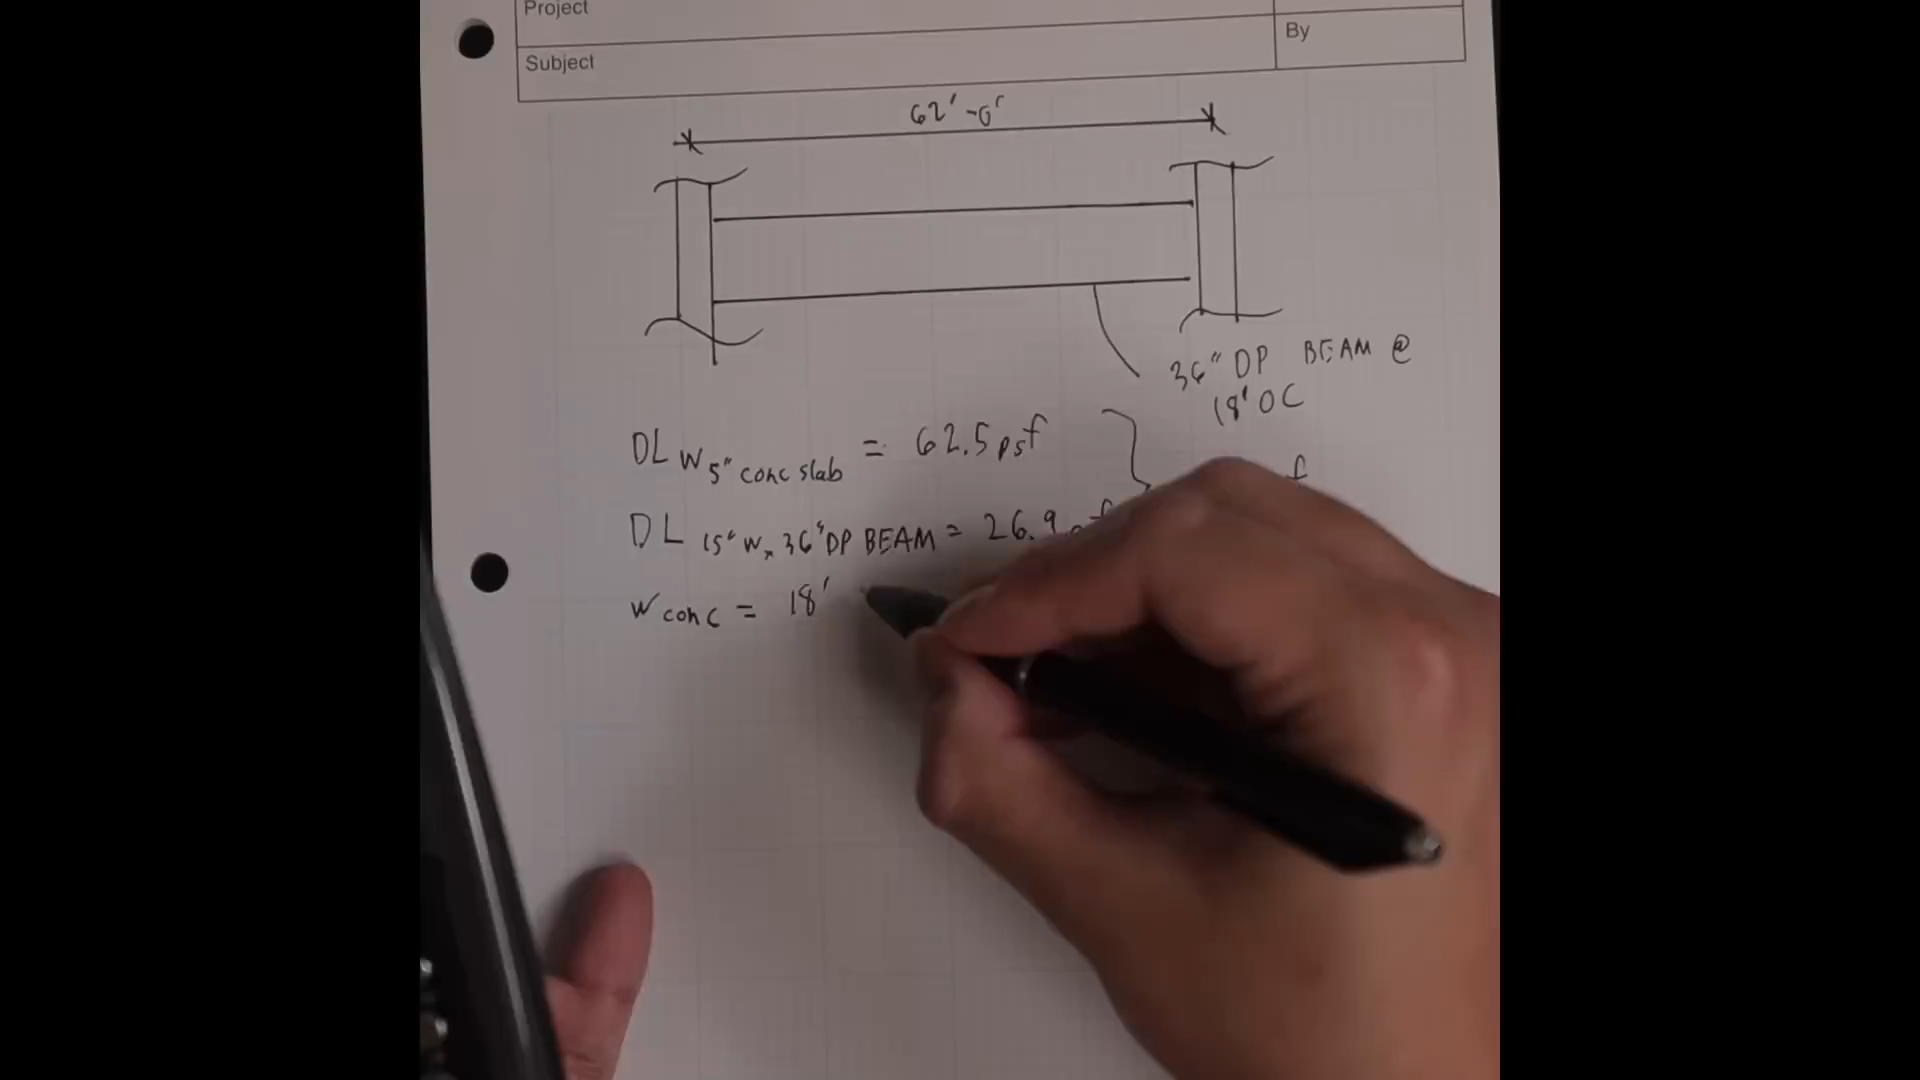 Project
Subject
By
62'-0"
36" DP BEAM @
18' OC
DL W 5" conc slab = 62.5 psf
DL 15" W x 36" DP BEAM = 26.9
w conc = 18'